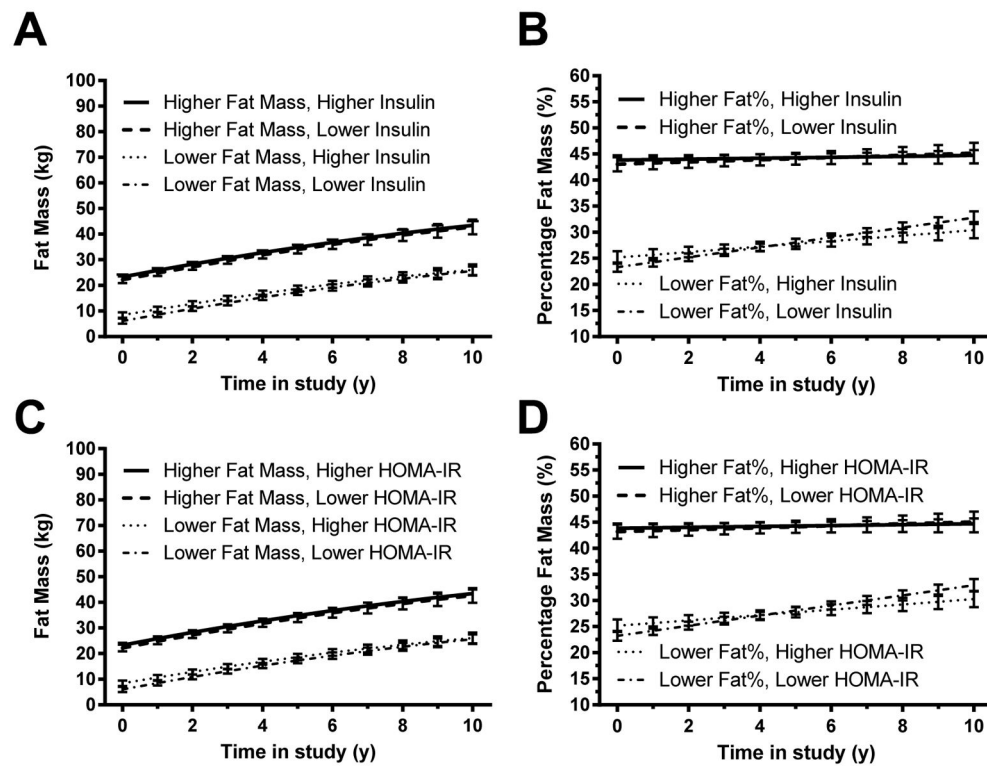 A
Fat Mass (kg)
100
90
80
70
60
50
40
30
20
10
0
Higher Fat Mass, Higher Insulin
Higher Fat Mass, Lower Insulin
Lower Fat Mass, Higher Insulin
Lower Fat Mass, Lower Insulin
0 2 4 6 8 10
Time in study (y)
B
Percentage Fat Mass (%)
60
55
50
45
40
35
30
25
20
15
10
Higher Fat%, Higher Insulin
Higher Fat%, Lower Insulin
Lower Fat%, Higher Insulin
Lower Fat%, Lower Insulin
0 2 4 6 8 10
Time in study (y)
C
Fat Mass (kg)
100
90
80
70
60
50
40
30
20
10
0
Higher Fat Mass, Higher HOMA-IR
Higher Fat Mass, Lower HOMA-IR
Lower Fat Mass, Higher HOMA-IR
Lower Fat Mass, Lower HOMA-IR
0 2 4 6 8 10
Time in study (y)
D
Percentage Fat Mass (%)
60
55
50
45
40
35
30
25
20
15
10
Higher Fat%, Higher HOMA-IR
Higher Fat%, Lower HOMA-IR
Lower Fat%, Higher HOMA-IR
Lower Fat%, Lower HOMA-IR
0 2 4 6 8 10
Time in study (y)